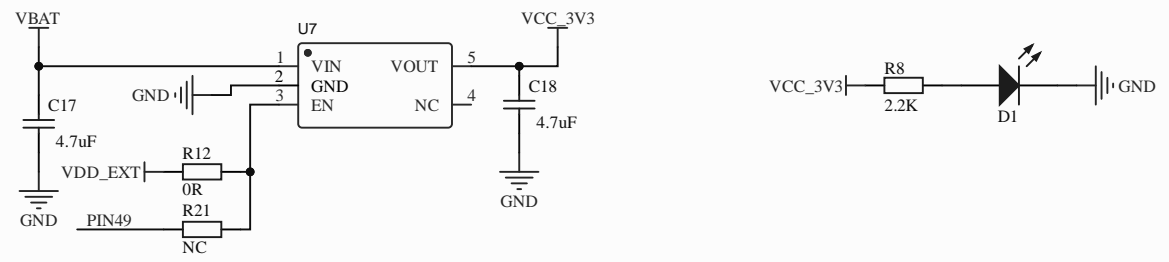 VBAT
U7
VCC_3V3
1
VIN
VOUT
5
2
GND
GND
3
EN
NC
4
C17
4.7uF
C18
4.7uF
VDD_EXT
R12
0R
GND
PIN49
R21
NC
GND
VCC_3V3
R8
2.2K
D1
GND